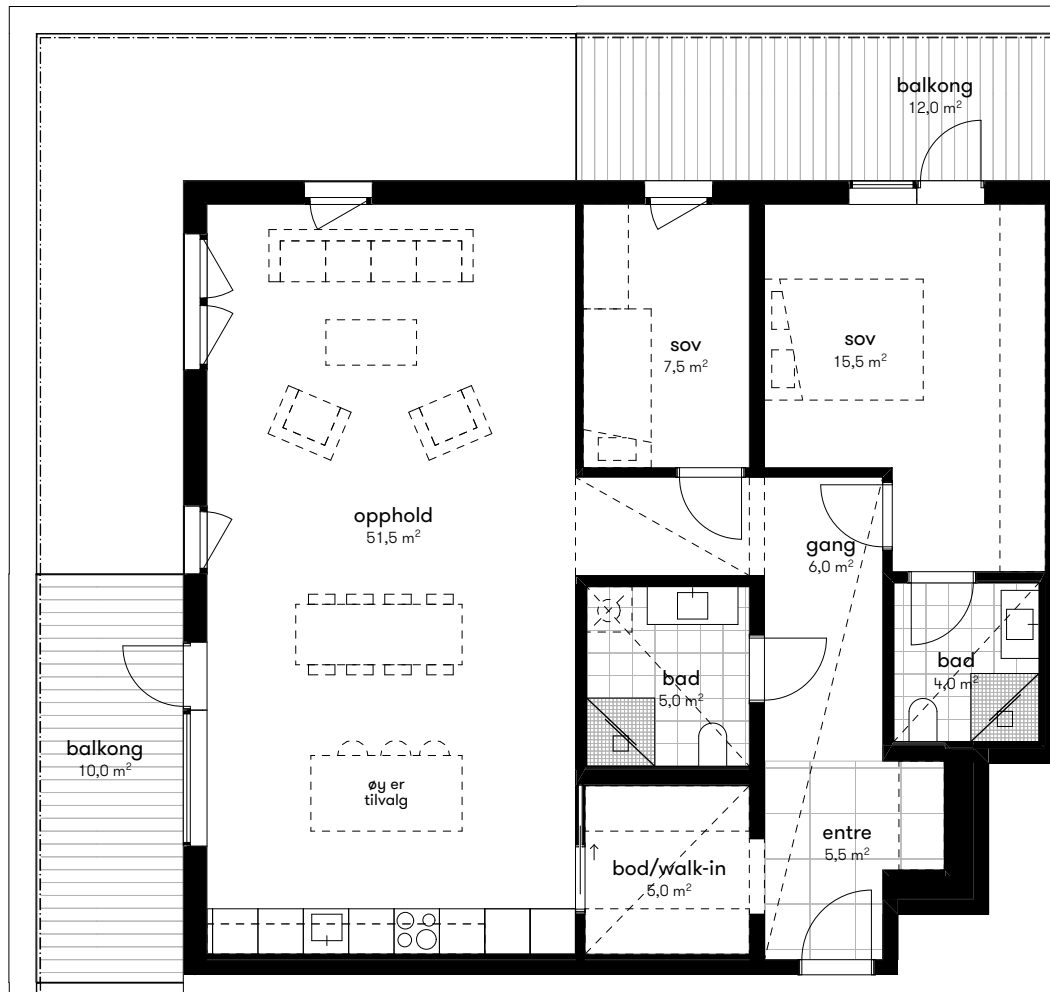 balkong
12,0 m²
sov
7,5 m²
sov
15,5 m²
opphold
51,5 m²
gang
6,0 m²
bad
5,0 m²
bad
4,0 m²
balkong
10,0 m²
øy er
tilvalg
entre
5,5 m²
bod/walk-in
5,0 m²